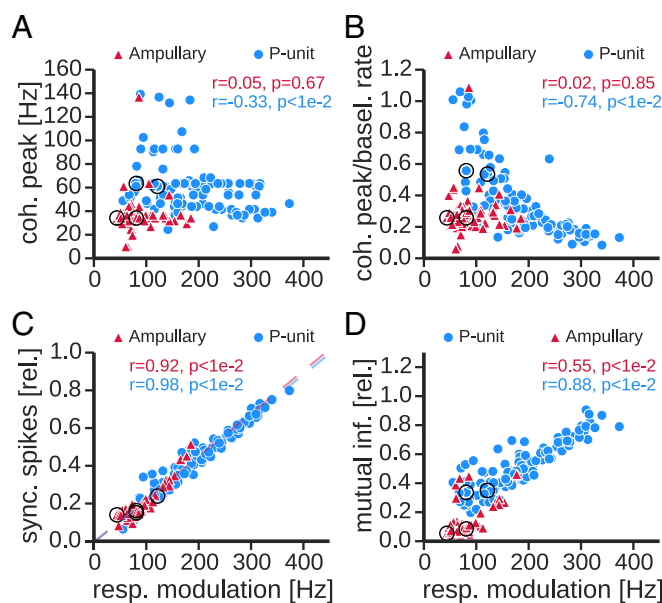 A
Ampullary P-unit
r=0.05, p=0.67
r=-0.33, p<1e-2
coh. peak [Hz]
160
140
120
100
80
60
40
20
0
0 100 200 300 400
B
Ampullary P-unit
r=0.02, p=0.85
r=-0.74, p<1e-2
coh. peak/basel. rate
1.2
1.0
0.8
0.6
0.4
0.2
0.0
0 100 200 300 400
C
Ampullary P-unit
r=0.92, p<1e-2
r=0.98, p<1e-2
sync. spikes [rel.]
1.0
0.8
0.6
0.4
0.2
0.0
0 100 200 300 400
resp. modulation [Hz]
D
P-unit Ampullary
r=0.55, p<1e-2
r=0.88, p<1e-2
mutual inf. [rel.]
1.2
1.0
0.8
0.6
0.4
0.2
0.0
0 100 200 300 400
resp. modulation [Hz]